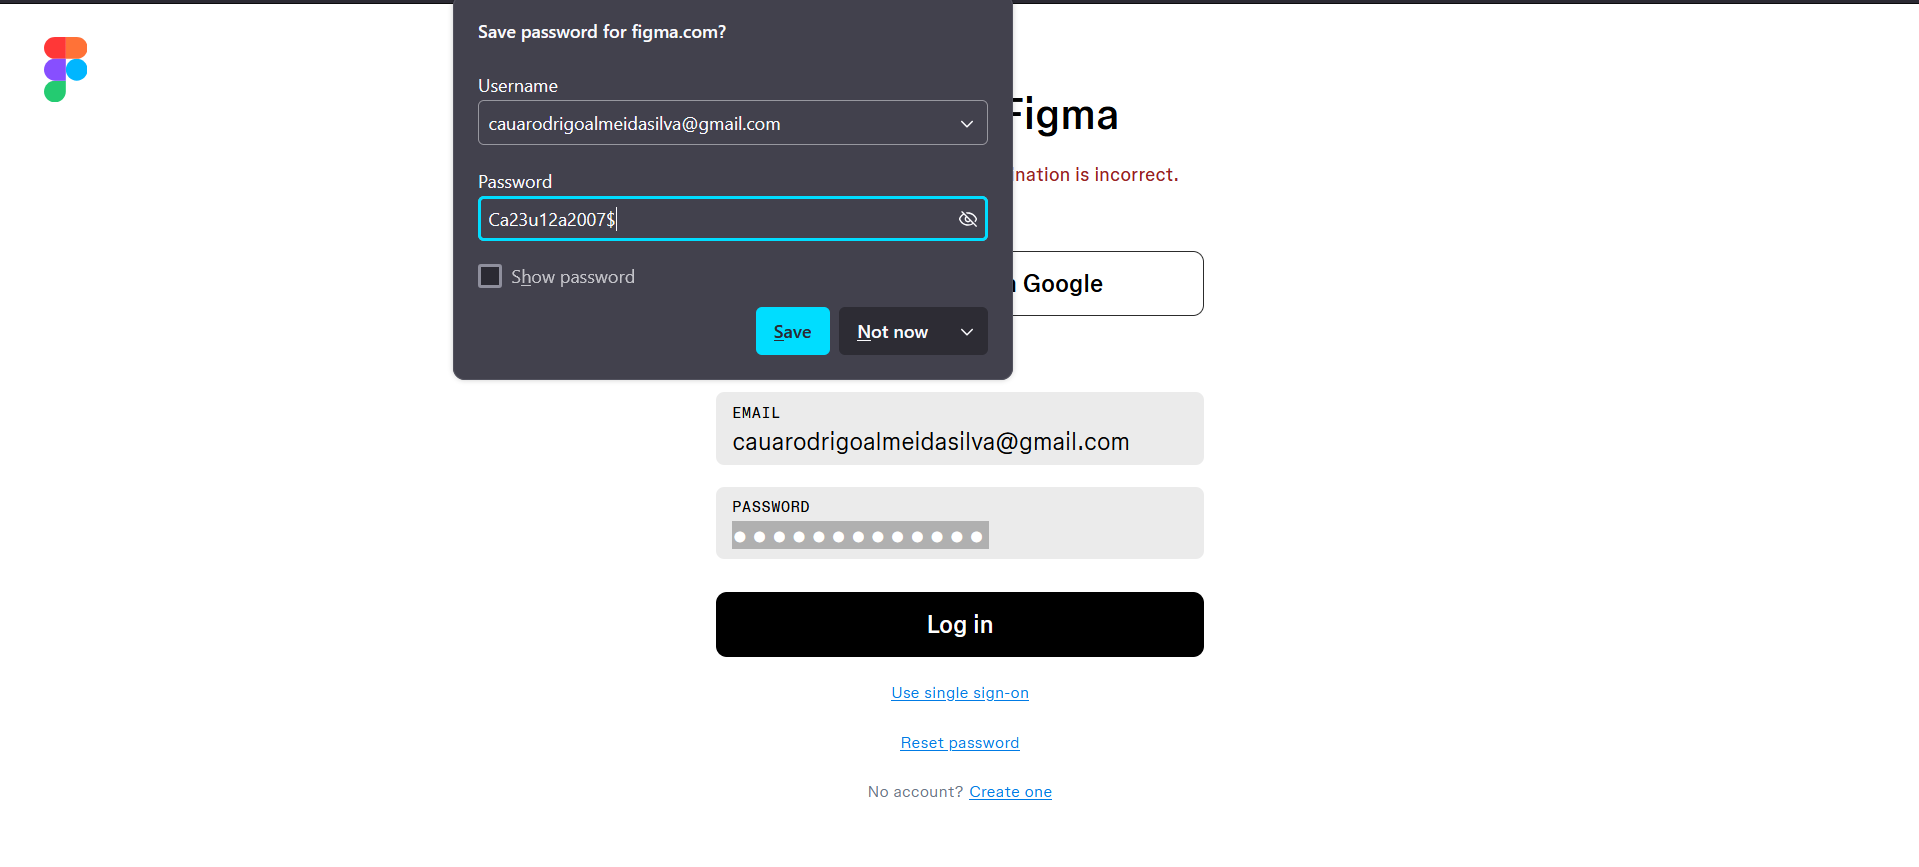 Save password for figma.com?
Username
cauarodrigoalmeidasilva@gmail.com
Password
Ca23u12a2007$
Show password
Save
Not now
Figma
ination is incorrect.
Google
EMAIL
cauarodrigoalmeidasilva@gmail.com
PASSWORD
Log in
Use single sign-on
Reset password
No account? Create one